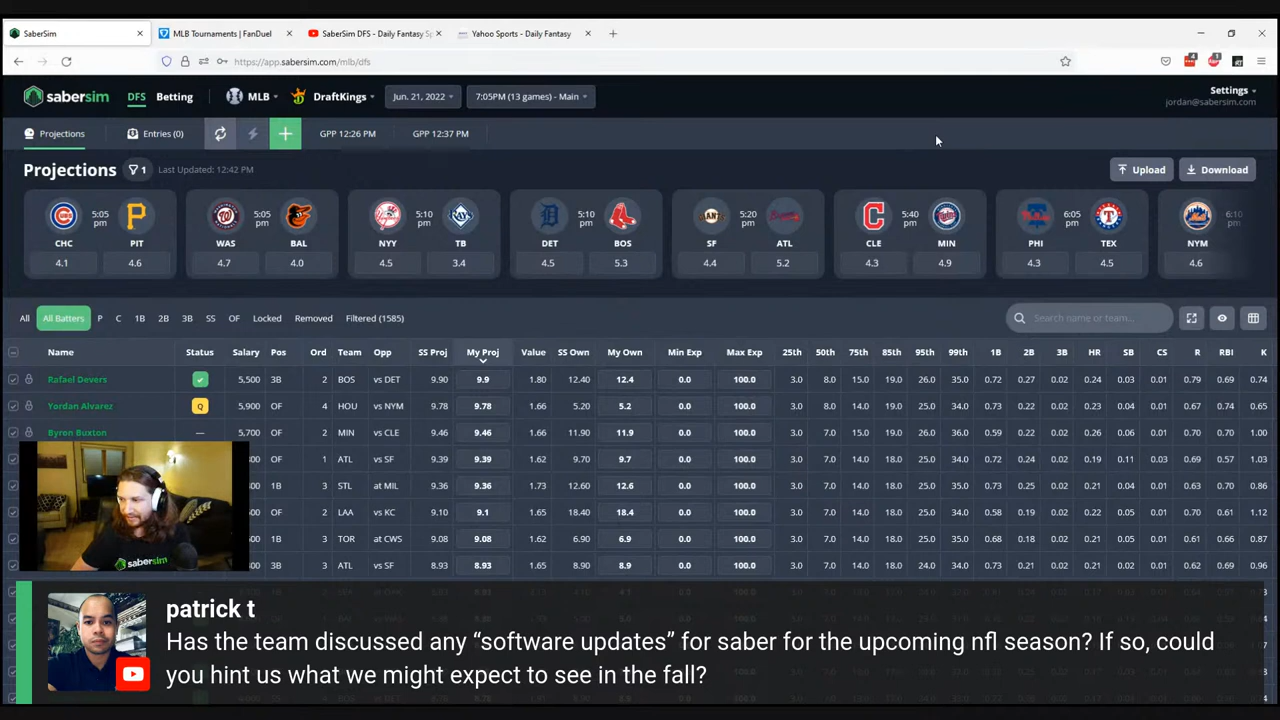 SaberSim
MLB Tournaments | FanDuel
SaberSim DFS - Daily Fantasy Sp
Yahoo Sports - Daily Fantasy
https://app.sabersim.com/mlb/dfs
sabersim DFS Betting MLB DraftKings Jun. 21, 2022 7:05PM (13 games) - Main Settings
jordan@sabersim.com
Projections Entries (0) GPP 12:26 PM GPP 12:37 PM
Projections 1 Last Updated: 12:42 PM Upload Download
5:05 pm 5:05 pm 5:10 pm 5:10 pm 5:20 pm 5:40 pm 6:05 pm 6:10 pm
CHC PIT WAS BAL NYY TB DET BOS SF ATL CLE MIN PHI TEX NYM
4.1 4.6 4.7 4.0 4.5 3.4 4.5 5.3 4.4 5.2 4.3 4.9 4.3 4.5 4.6
All All Batters P C 1B 2B 3B SS OF Locked Removed Filtered (1585) Search name or team...
Name Status Salary Pos Ord Team Opp SS Proj My Proj Value SS Own My Own Min Exp Max Exp 25th 50th 75th 85th 95th 99th 1B 2B 3B HR SB CS R RBI K
Rafael Devers 5,500 3B 2 BOS vs DET 9.90 9.9 1.80 12.40 12.4 0.0 100.0 3.0 8.0 15.0 19.0 26.0 35.0 0.72 0.27 0.02 0.24 0.03 0.01 0.79 0.69 0.74
Yordan Alvarez Q 5,900 OF 4 HOU vs NYM 9.78 9.78 1.66 5.20 5.2 0.0 100.0 3.0 8.0 14.0 19.0 25.0 34.0 0.73 0.22 0.02 0.23 0.04 0.01 0.67 0.74 0.65
Byron Buxton — 5,700 OF 2 MIN vs CLE 9.46 9.46 1.66 11.90 11.9 0.0 100.0 3.0 7.0 14.0 19.0 26.0 36.0 0.59 0.22 0.02 0.26 0.06 0.01 0.70 0.70 1.00
OF 1 ATL vs SF 9.39 9.39 1.62 9.70 9.7 0.0 100.0 3.0 7.0 14.0 18.0 25.0 34.0 0.72 0.24 0.02 0.19 0.11 0.03 0.69 0.57 1.03
1B 3 STL at MIL 9.36 9.36 1.73 12.60 12.6 0.0 100.0 3.0 7.0 14.0 18.0 25.0 34.0 0.73 0.25 0.02 0.21 0.04 0.01 0.63 0.70 0.86
OF 2 LAA vs KC 9.10 9.1 1.65 18.40 18.4 0.0 100.0 3.0 7.0 14.0 18.0 25.0 34.0 0.58 0.19 0.02 0.22 0.05 0.01 0.70 0.61 1.12
1B 3 TOR at CWS 9.08 9.08 1.62 6.90 6.9 0.0 100.0 3.0 7.0 14.0 18.0 25.0 34.0 0.68 0.18 0.02 0.22 0.05 0.01 0.61 0.66 0.87
3B 3 ATL vs SF 8.93 8.93 1.65 8.90 8.9 0.0 100.0 3.0 7.0 14.0 18.0 24.0 33.0 0.63 0.23 0.02 0.21 0.02 0.01 0.62 0.69 0.96
sabersim
patrick t
Has the team discussed any “software updates” for saber for the upcoming nfl season? If so, could
you hint us what we might expect to see in the fall?